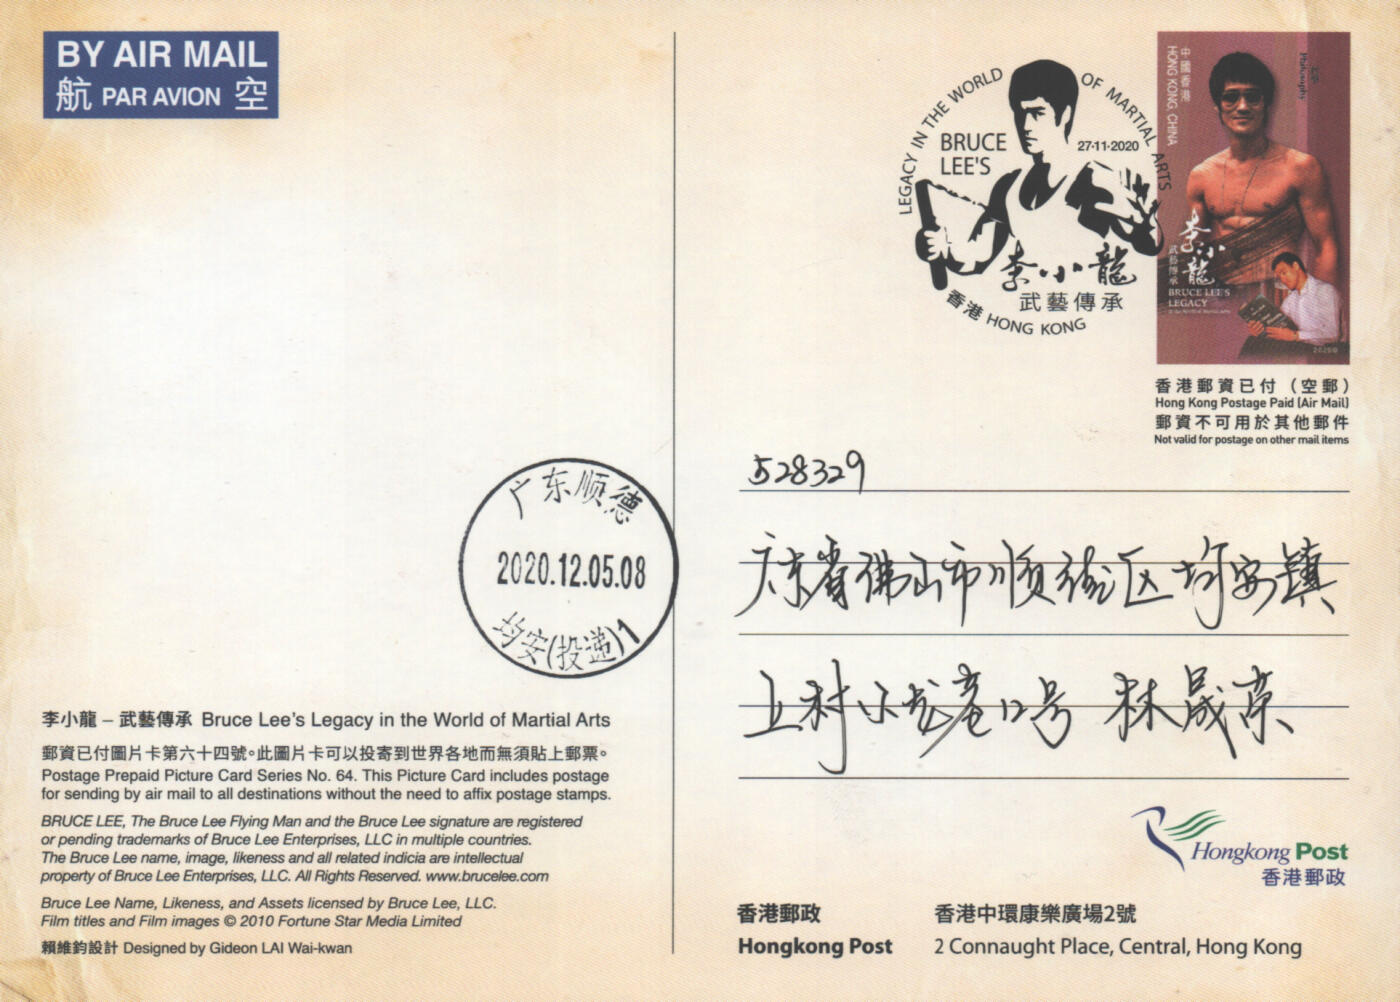 BY AIR MAIL
航 PAR AVION 空
LEGACY IN THE WORLD OF MARTIAL ARTS
BRUCE
LEE'S
27·11·2020
李小龍
武藝傳承
香港 HONG KONG
中國香港
HONG KONG, CHINA
Philosophy
李小龍
武藝傳承
BRUCE LEE'S
LEGACY
香港郵資已付（空郵）
Hong Kong Postage Paid (Air Mail)
郵資不可用於其他郵件
Not valid for postage on other mail items
528329
广东省佛山市顺德区均安镇
上村小龙巷12号 林晟京
广东顺德
2020.12.05.08
均安(投递)1
李小龍 – 武藝傳承 Bruce Lee's Legacy in the World of Martial Arts
郵資已付圖片卡第六十四號。此圖片卡可以投寄到世界各地而無須貼上郵票。
Postage Prepaid Picture Card Series No. 64. This Picture Card includes postage
for sending by air mail to all destinations without the need to affix postage stamps.
BRUCE LEE, The Bruce Lee Flying Man and the Bruce Lee signature are registered
or pending trademarks of Bruce Lee Enterprises, LLC in multiple countries.
The Bruce Lee name, image, likeness and all related indicia are intellectual
property of Bruce Lee Enterprises, LLC. All Rights Reserved. www.brucelee.com
Bruce Lee Name, Likeness, and Assets licensed by Bruce Lee, LLC.
Film titles and Film images © 2010 Fortune Star Media Limited
賴維鈞設計 Designed by Gideon LAI Wai-kwan
Hongkong Post
香港郵政
香港郵政 香港中環康樂廣場2號
Hongkong Post 2 Connaught Place, Central, Hong Kong